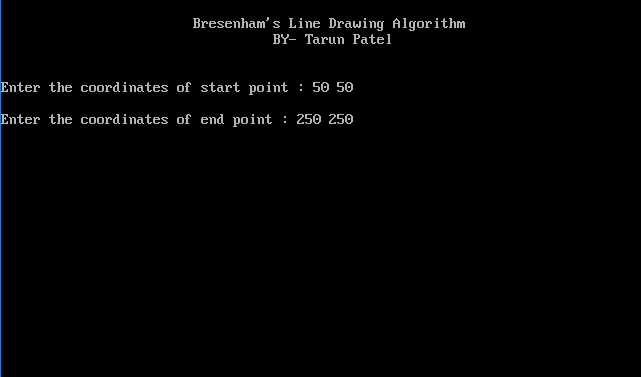 Bresenham's Line Drawing Algorithm
BY- Tarun Patel
Enter the coordinates of start point : 50 50
Enter the coordinates of end point : 250 250